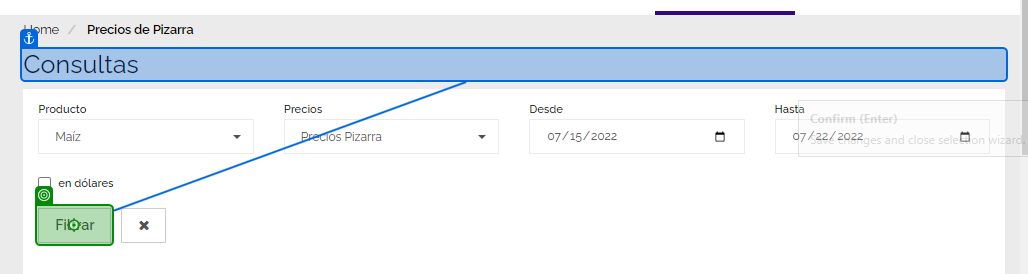 Home / Precios de Pizarra
Consultas
Producto Precios Desde Hasta
Confirm (Enter)
Maíz Precios Pizarra 07/15/2022 07/22/2022
Save changes and close selection wizard.
en dólares
Filtrar ✖